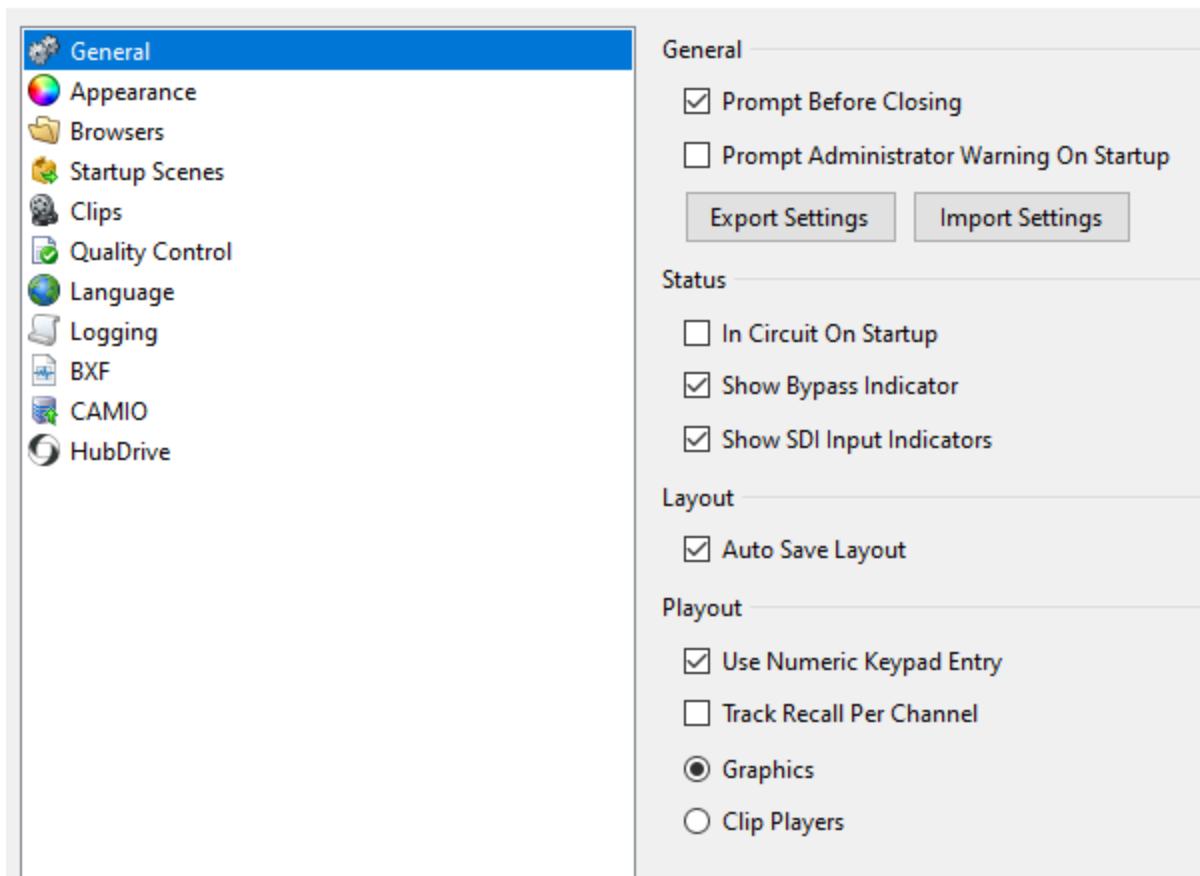 General
Appearance
Browsers
Startup Scenes
Clips
Quality Control
Language
Logging
BXF
CAMIO
HubDrive
General
Prompt Before Closing
Prompt Administrator Warning On Startup
Export Settings Import Settings
Status
In Circuit On Startup
Show Bypass Indicator
Show SDI Input Indicators
Layout
Auto Save Layout
Playout
Use Numeric Keypad Entry
Track Recall Per Channel
Graphics
Clip Players